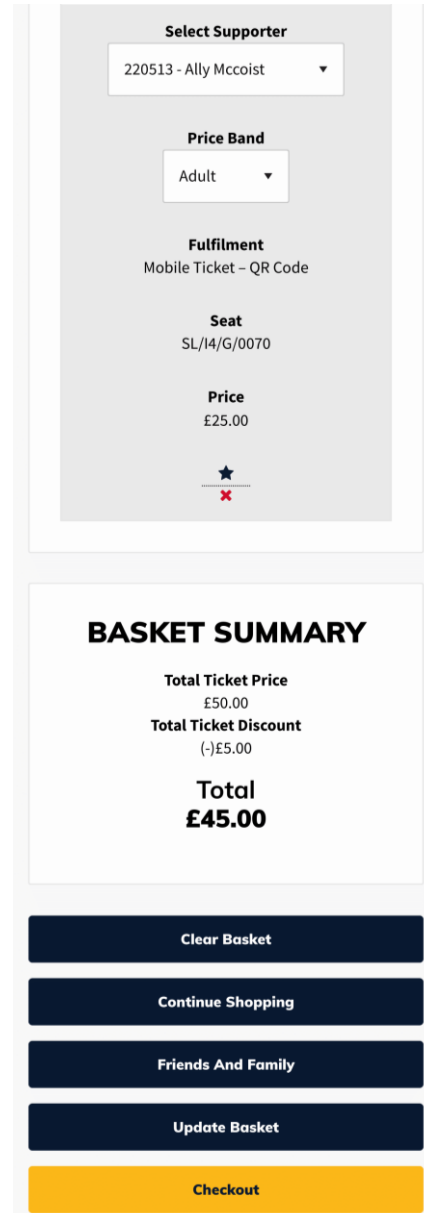 Select Supporter
220513 - Ally Mccoist
Price Band
Adult
Fulfilment
Mobile Ticket – QR Code
Seat
SL/I4/G/0070
Price
£25.00
BASKET SUMMARY
Total Ticket Price
£50.00
Total Ticket Discount
(-)£5.00
Total
£45.00
Clear Basket
Continue Shopping
Friends And Family
Update Basket
Checkout